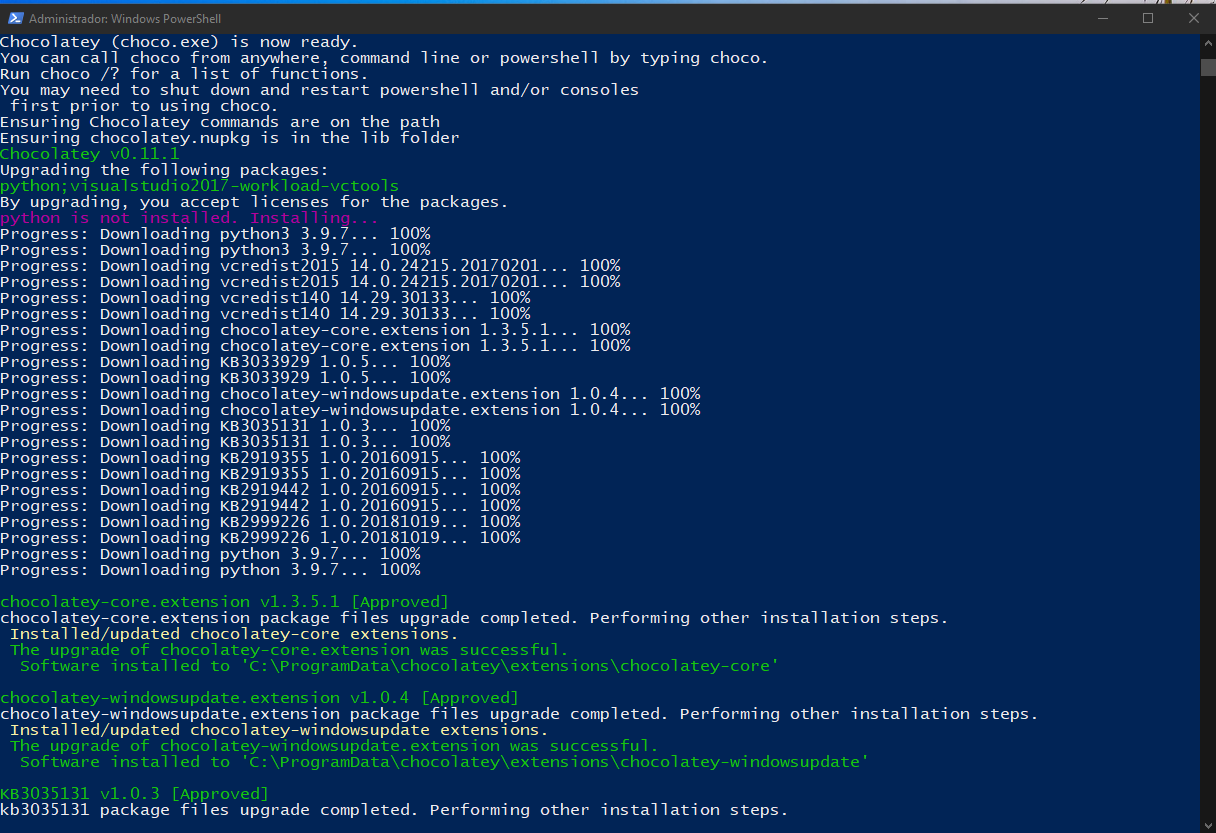 Administrador: Windows PowerShell
Chocolatey (choco.exe) is now ready.
You can call choco from anywhere, command line or powershell by typing choco.
Run choco /? for a list of functions.
You may need to shut down and restart powershell and/or consoles
 first prior to using choco.
Ensuring Chocolatey commands are on the path
Ensuring chocolatey.nupkg is in the lib folder
Chocolatey v0.11.1
Upgrading the following packages:
python;visualstudio2017-workload-vctools
By upgrading, you accept licenses for the packages.
python is not installed. Installing...
Progress: Downloading python3 3.9.7... 100%
Progress: Downloading python3 3.9.7... 100%
Progress: Downloading vcredist2015 14.0.24215.20170201... 100%
Progress: Downloading vcredist2015 14.0.24215.20170201... 100%
Progress: Downloading vcredist140 14.29.30133... 100%
Progress: Downloading vcredist140 14.29.30133... 100%
Progress: Downloading chocolatey-core.extension 1.3.5.1... 100%
Progress: Downloading chocolatey-core.extension 1.3.5.1... 100%
Progress: Downloading KB3033929 1.0.5... 100%
Progress: Downloading KB3033929 1.0.5... 100%
Progress: Downloading chocolatey-windowsupdate.extension 1.0.4... 100%
Progress: Downloading chocolatey-windowsupdate.extension 1.0.4... 100%
Progress: Downloading KB3035131 1.0.3... 100%
Progress: Downloading KB3035131 1.0.3... 100%
Progress: Downloading KB2919355 1.0.20160915... 100%
Progress: Downloading KB2919355 1.0.20160915... 100%
Progress: Downloading KB2919442 1.0.20160915... 100%
Progress: Downloading KB2919442 1.0.20160915... 100%
Progress: Downloading KB2999226 1.0.20181019... 100%
Progress: Downloading KB2999226 1.0.20181019... 100%
Progress: Downloading python 3.9.7... 100%
Progress: Downloading python 3.9.7... 100%
chocolatey-core.extension v1.3.5.1 [Approved]
chocolatey-core.extension package files upgrade completed. Performing other installation steps.
 Installed/updated chocolatey-core extensions.
 The upgrade of chocolatey-core.extension was successful.
  Software installed to 'C:\ProgramData\chocolatey\extensions\chocolatey-core'
chocolatey-windowsupdate.extension v1.0.4 [Approved]
chocolatey-windowsupdate.extension package files upgrade completed. Performing other installation steps.
 Installed/updated chocolatey-windowsupdate extensions.
 The upgrade of chocolatey-windowsupdate.extension was successful.
  Software installed to 'C:\ProgramData\chocolatey\extensions\chocolatey-windowsupdate'
KB3035131 v1.0.3 [Approved]
kb3035131 package files upgrade completed. Performing other installation steps.